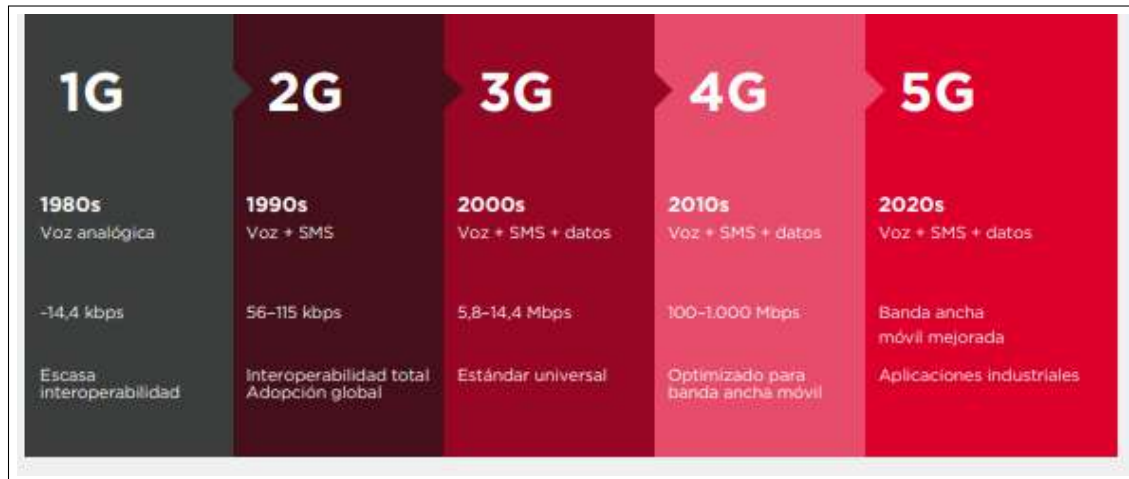 1G
1980s
Voz analógica
~14,4 kbps
Escasa
interoperabilidad
2G
1990s
Voz + SMS
56–115 kbps
Interoperabilidad total
Adopción global
3G
2000s
Voz + SMS + datos
5,8–14,4 Mbps
Estándar universal
4G
2010s
Voz + SMS + datos
100–1.000 Mbps
Optimizado para
banda ancha móvil
5G
2020s
Voz + SMS + datos
Banda ancha
móvil mejorada
Aplicaciones industriales